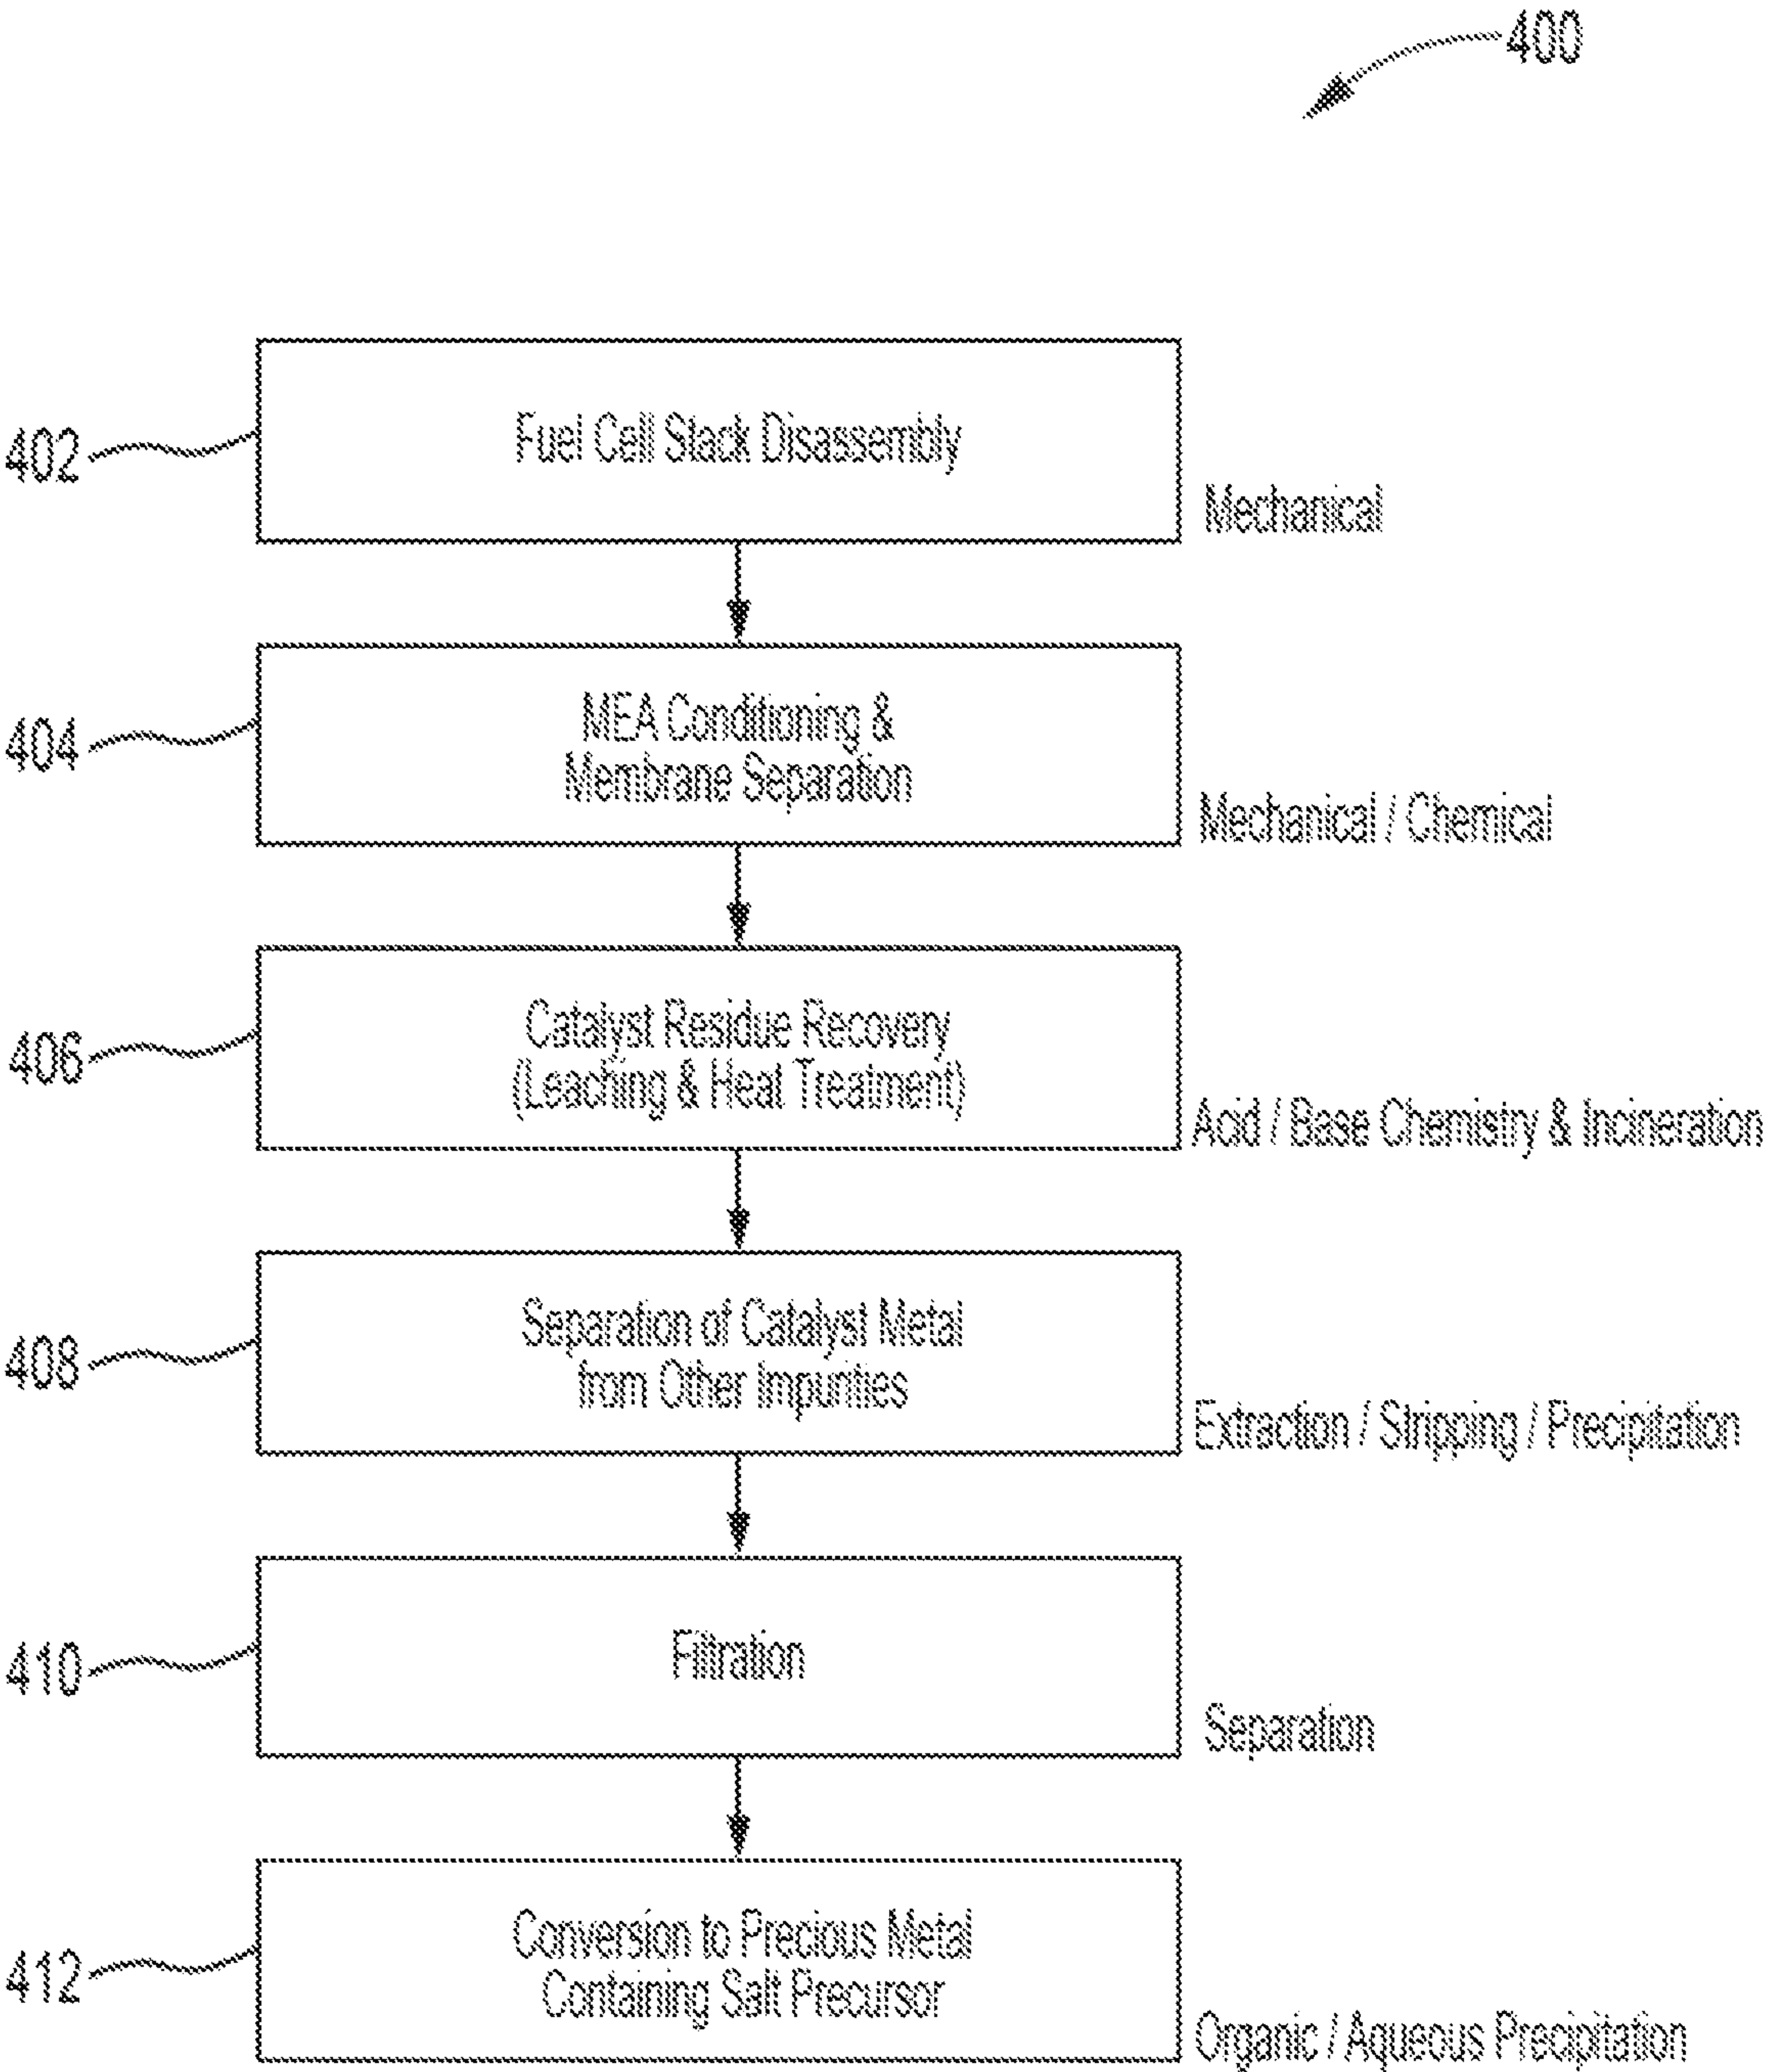 400
402
Fuel Cell Stack Disassembly
Mechanical
404
MEA Conditioning &
Membrane Separation
Mechanical / Chemical
406
Catalyst Residue Recovery
(Leaching & Heat Treatment)
Acid / Base Chemistry & Incineration
408
Separation of Catalyst Metal
from Other Impurities
Extraction / Stripping / Precipitation
410
Filtration
Separation
412
Conversion to Precious Metal
Containing Salt Precursor
Organic / Aqueous Precipitation